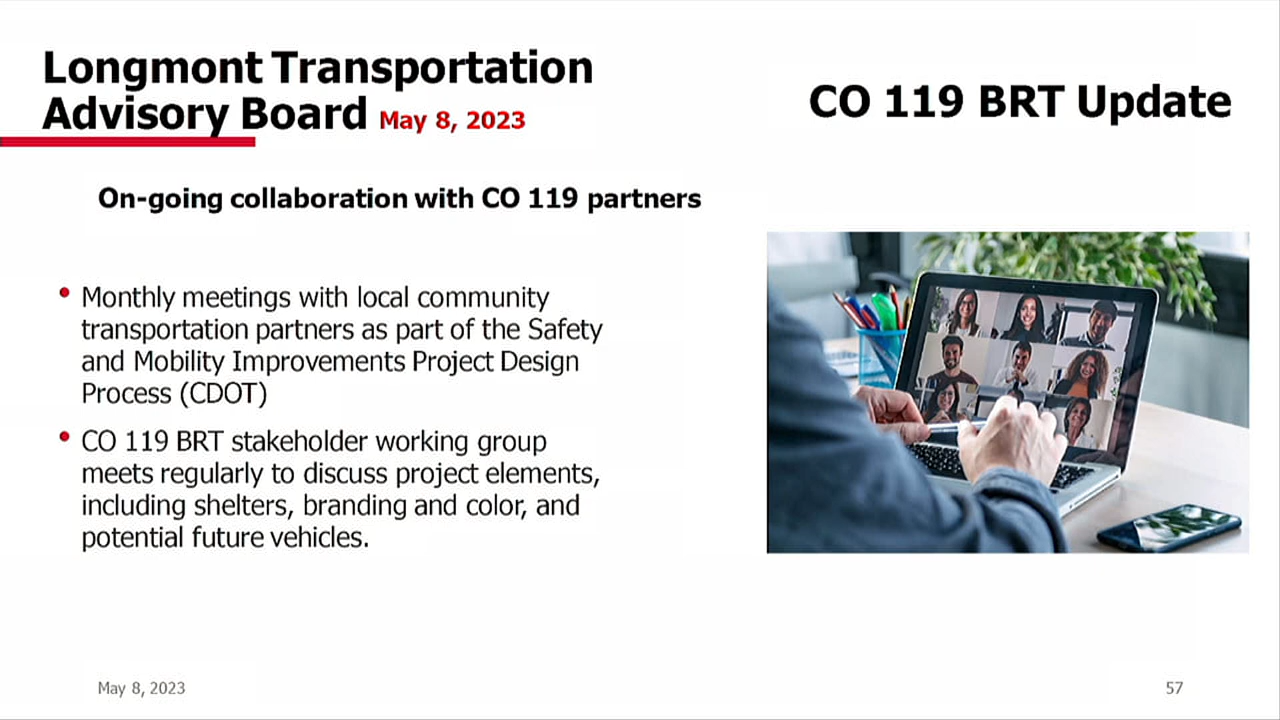 Longmont Transportation
Advisory Board May 8, 2023
CO 119 BRT Update
On-going collaboration with CO 119 partners
• Monthly meetings with local community
transportation partners as part of the Safety
and Mobility Improvements Project Design
Process (CDOT)
• CO 119 BRT stakeholder working group
meets regularly to discuss project elements,
including shelters, branding and color, and
potential future vehicles.
May 8, 2023
57